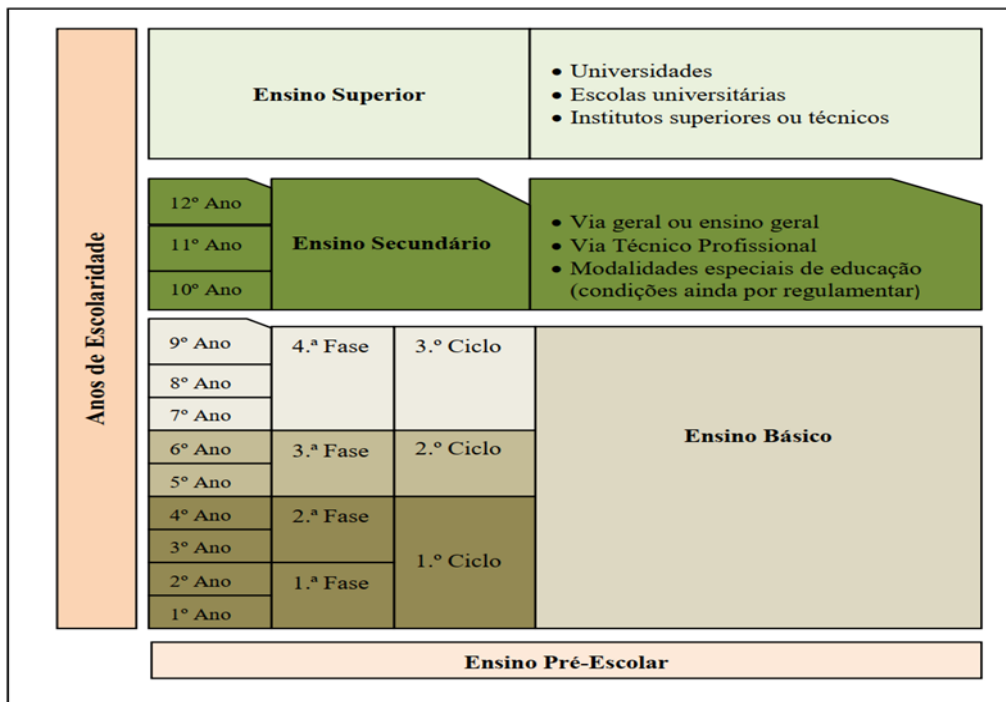 Anos de Escolaridade
Ensino Superior
• Universidades
• Escolas universitárias
• Institutos superiores ou técnicos
12º Ano
11º Ano
10º Ano
Ensino Secundário
• Via geral ou ensino geral
• Via Técnico Profissional
• Modalidades especiais de educação
(condições ainda por regulamentar)
9º Ano
8º Ano
7º Ano
4.ª Fase
3.º Ciclo
6º Ano
5º Ano
3.ª Fase
2.º Ciclo
4º Ano
3º Ano
2.ª Fase
2º Ano
1º Ano
1.ª Fase
1.º Ciclo
Ensino Básico
Ensino Pré-Escolar